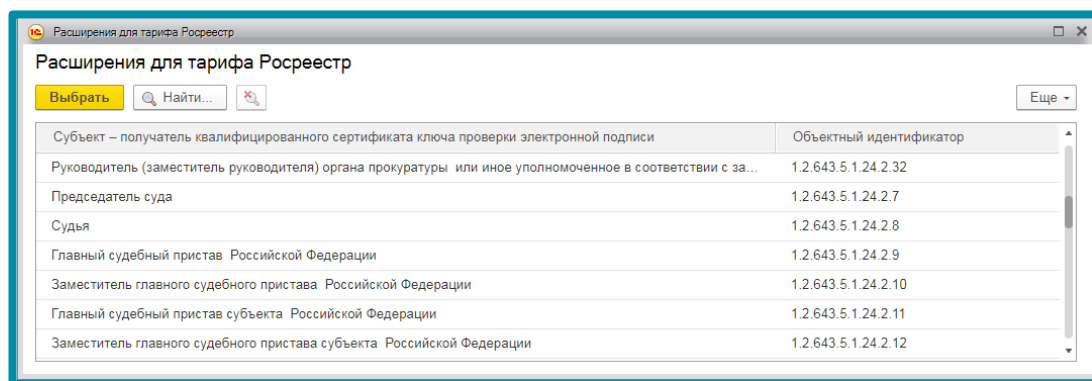 1С Расширения для тарифа Росреестр
Расширения для тарифа Росреестр
Выбрать Найти... Еще
Субъект – получатель квалифицированного сертификата ключа проверки электронной подписи Объектный идентификатор
Руководитель (заместитель руководителя) органа прокуратуры или иное уполномоченное в соответствии с за... 1.2.643.5.1.24.2.32
Председатель суда 1.2.643.5.1.24.2.7
Судья 1.2.643.5.1.24.2.8
Главный судебный пристав Российской Федерации 1.2.643.5.1.24.2.9
Заместитель главного судебного пристава Российской Федерации 1.2.643.5.1.24.2.10
Главный судебный пристав субъекта Российской Федерации 1.2.643.5.1.24.2.11
Заместитель главного судебного пристава субъекта Российской Федерации 1.2.643.5.1.24.2.12